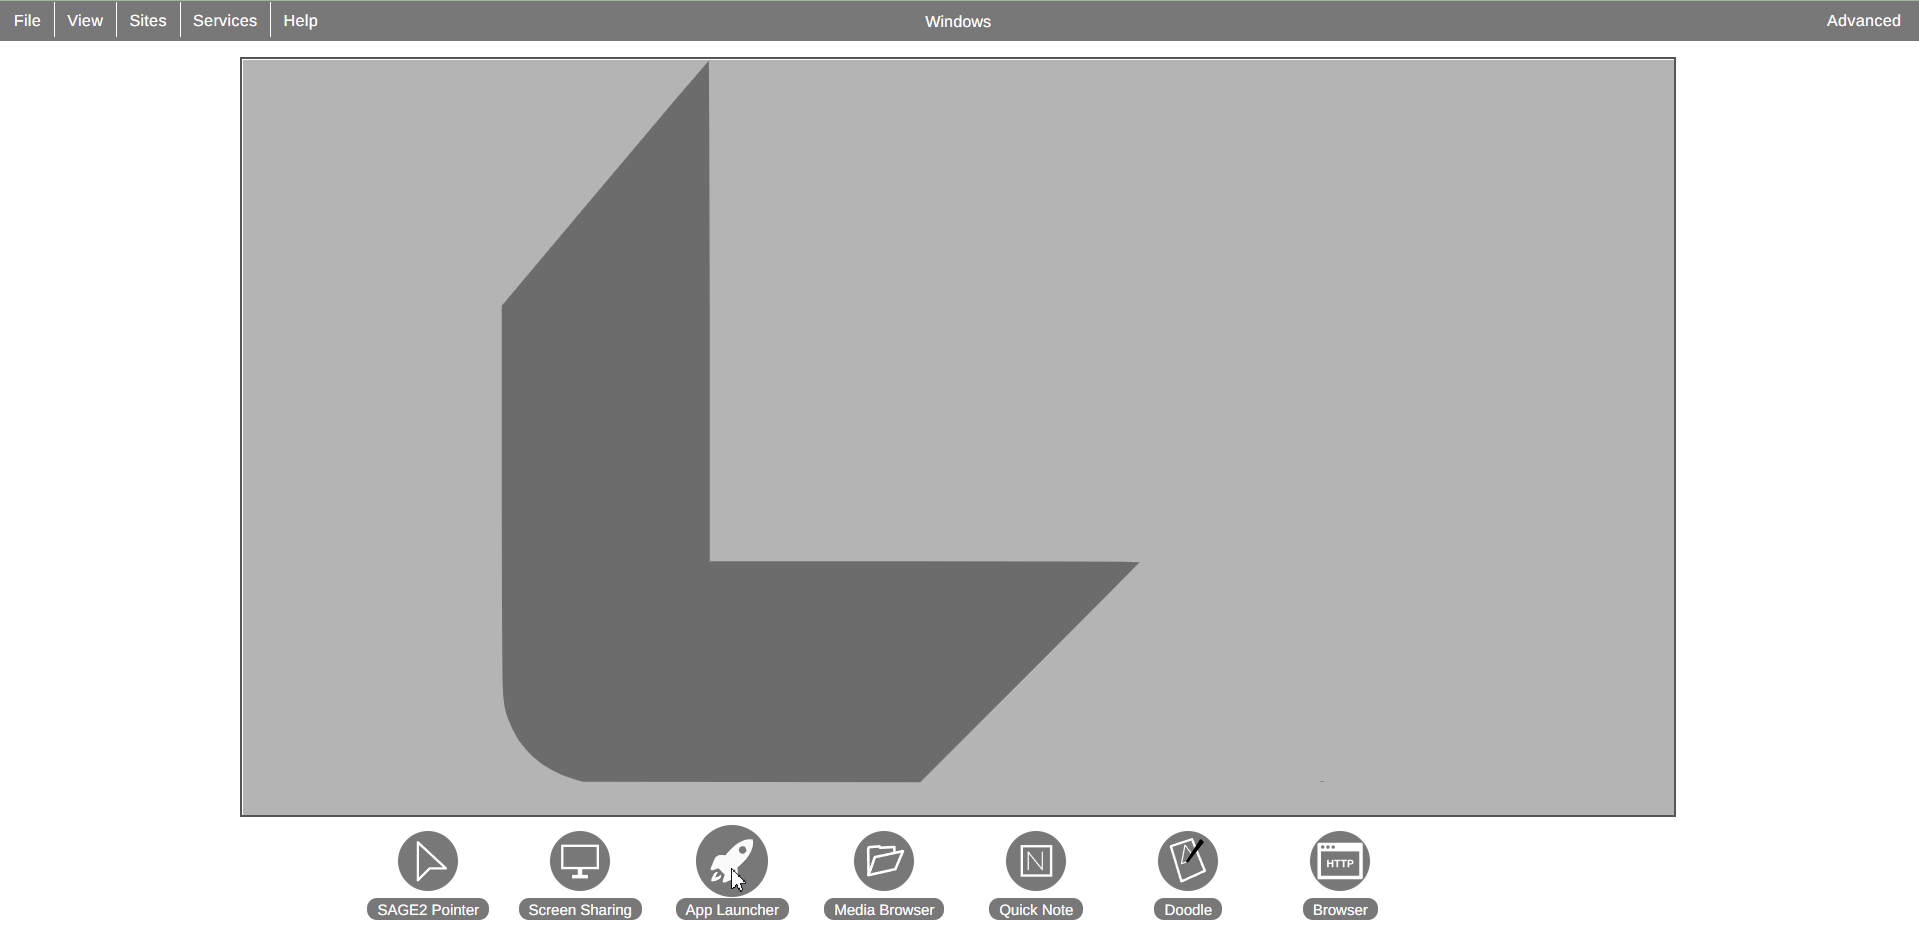 File View Sites Services Help Windows Advanced
N HTTP
SAGE2 Pointer Screen Sharing App Launcher Media Browser Quick Note Doodle Browser